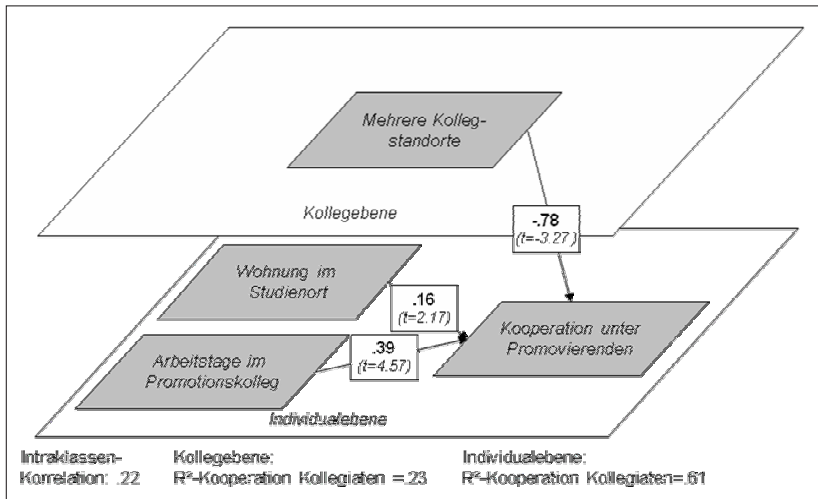 Mehrere Kolleg-
standorte
Kollegebene
-.78
(t=-3.27 )
Wohnung im
Studienort
.16
(t=2.17)
Kooperation unter
Promovierenden
.39
(t=4.57)
Arbeitstage im
Promotionskolleg
Individualebene
Intraklassen-
Korrelation: .22
Kollegebene:
R²-Kooperation Kollegiaten =.23
Individualebene:
R²-Kooperation Kollegiaten=.61